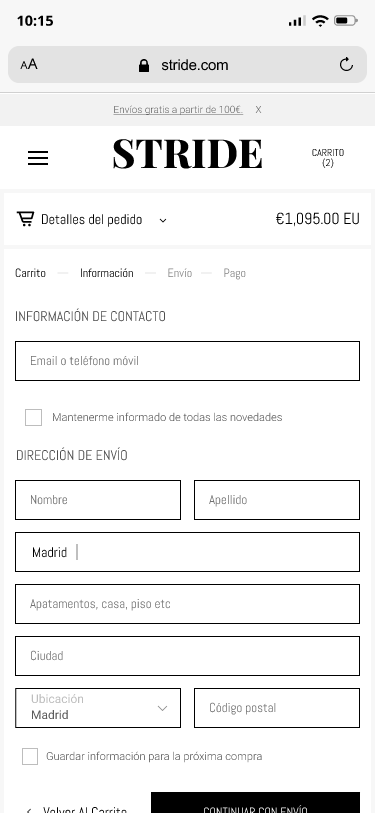 10:15
AA stride.com
Envíos gratis a partir de 100€. X
STRIDE
CARRITO
(2)
Detalles del pedido
€1,095.00 EU
Carrito — Información — Envío — Pago
INFORMACIÓN DE CONTACTO
Email o teléfono móvil
Mantenerme informado de todas las novedades
DIRECCIÓN DE ENVÍO
Nombre
Apellido
Madrid
Apatamentos, casa, piso etc
Ciudad
Ubicación
Madrid
Código postal
Guardar información para la próxima compra
Volver Al Carrito
CONTINUAR CON ENVÍO